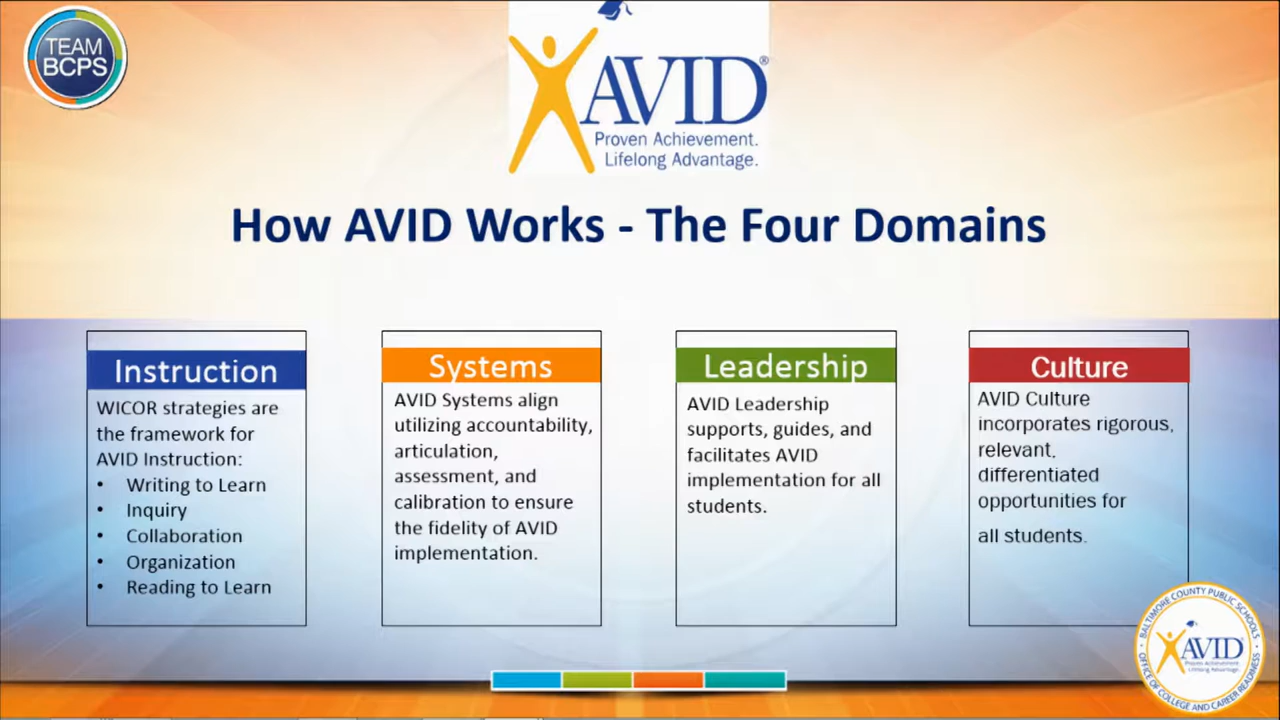 TEAM
BCPS
AVID®
Proven Achievement.
Lifelong Advantage.
How AVID Works - The Four Domains
Instruction
WICOR strategies are
the framework for
AVID Instruction:
• Writing to Learn
• Inquiry
• Collaboration
• Organization
• Reading to Learn
Systems
AVID Systems align
utilizing accountability,
articulation,
assessment, and
calibration to ensure
the fidelity of AVID
implementation.
Leadership
AVID Leadership
supports, guides, and
facilitates AVID
implementation for all
students.
Culture
AVID Culture
incorporates rigorous,
relevant,
differentiated
opportunities for
all students.
BALTIMORE COUNTY PUBLIC SCHOOLS
AVID
Proven Achievement.
Lifelong Advantage.
OFFICE OF COLLEGE AND CAREER READINESS